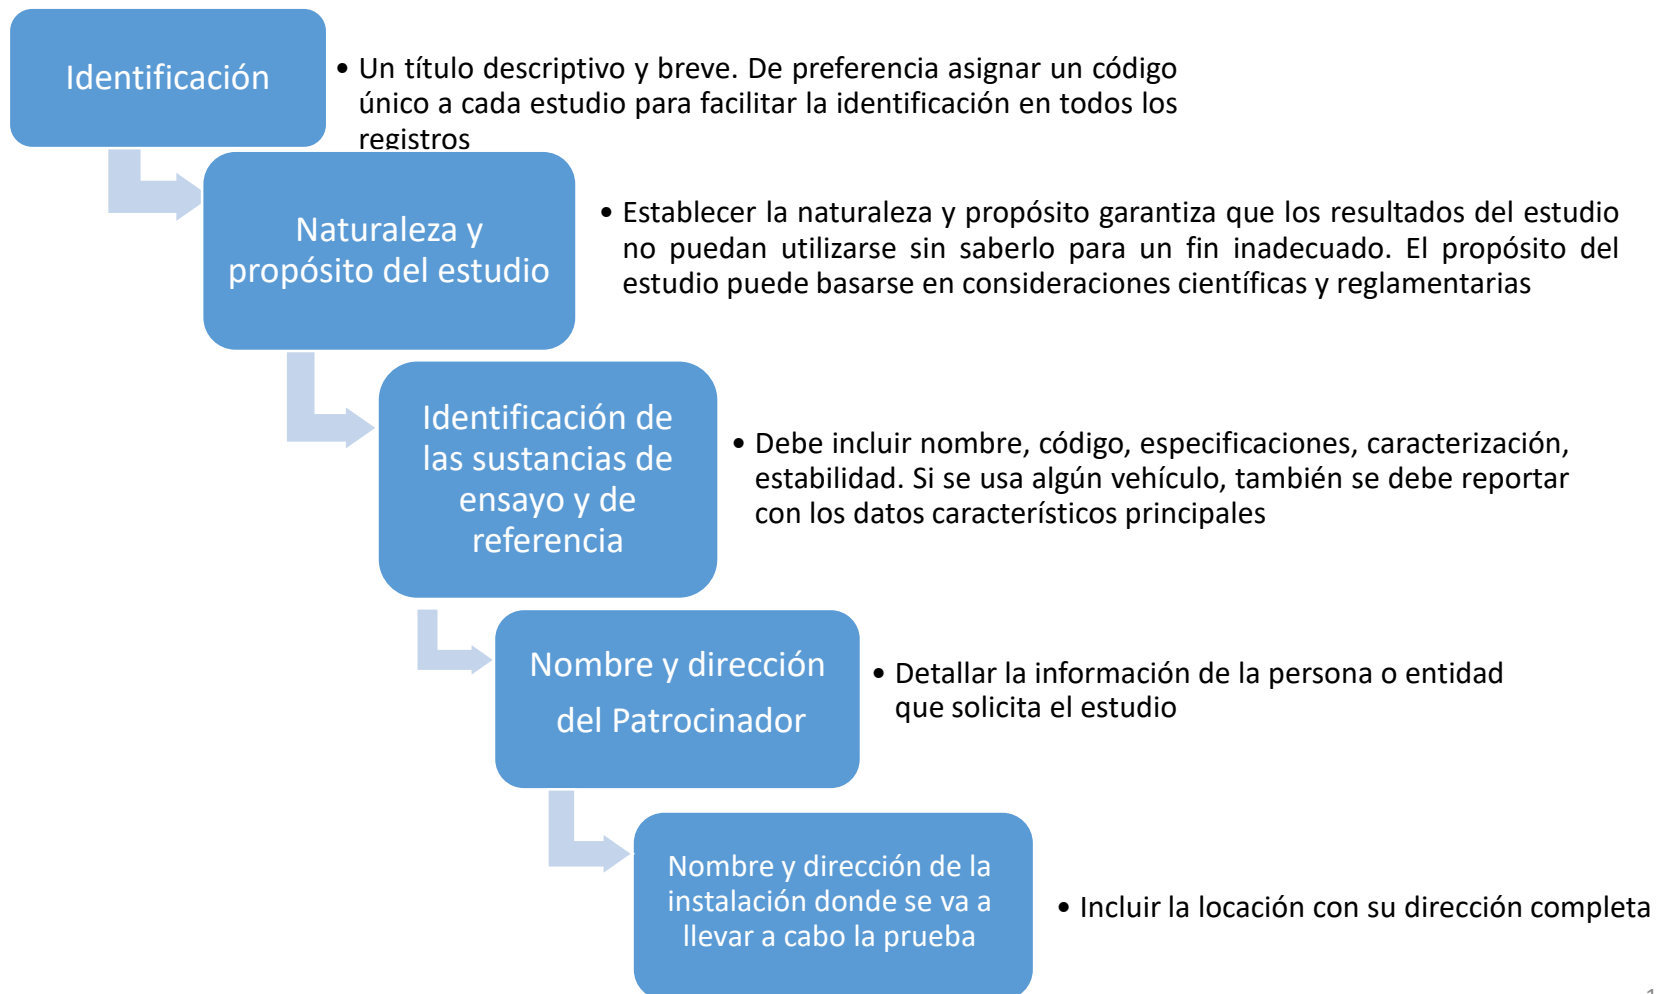 Identificación
• Un título descriptivo y breve. De preferencia asignar un código
único a cada estudio para facilitar la identificación en todos los
registros
Naturaleza y
propósito del estudio
• Establecer la naturaleza y propósito garantiza que los resultados del estudio
no puedan utilizarse sin saberlo para un fin inadecuado. El propósito del
estudio puede basarse en consideraciones científicas y reglamentarias
Identificación de
las sustancias de
ensayo y de
referencia
• Debe incluir nombre, código, especificaciones, caracterización,
estabilidad. Si se usa algún vehículo, también se debe reportar
con los datos característicos principales
Nombre y dirección
del Patrocinador
• Detallar la información de la persona o entidad
que solicita el estudio
Nombre y dirección de la
instalación donde se va a
llevar a cabo la prueba
• Incluir la locación con su dirección completa